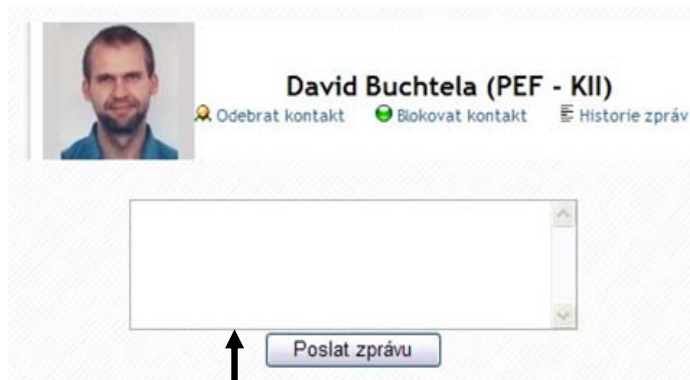 David Buchtela (PEF - KII)
Odebrat kontakt Blokovat kontakt Historie zpráv
Poslat zprávu